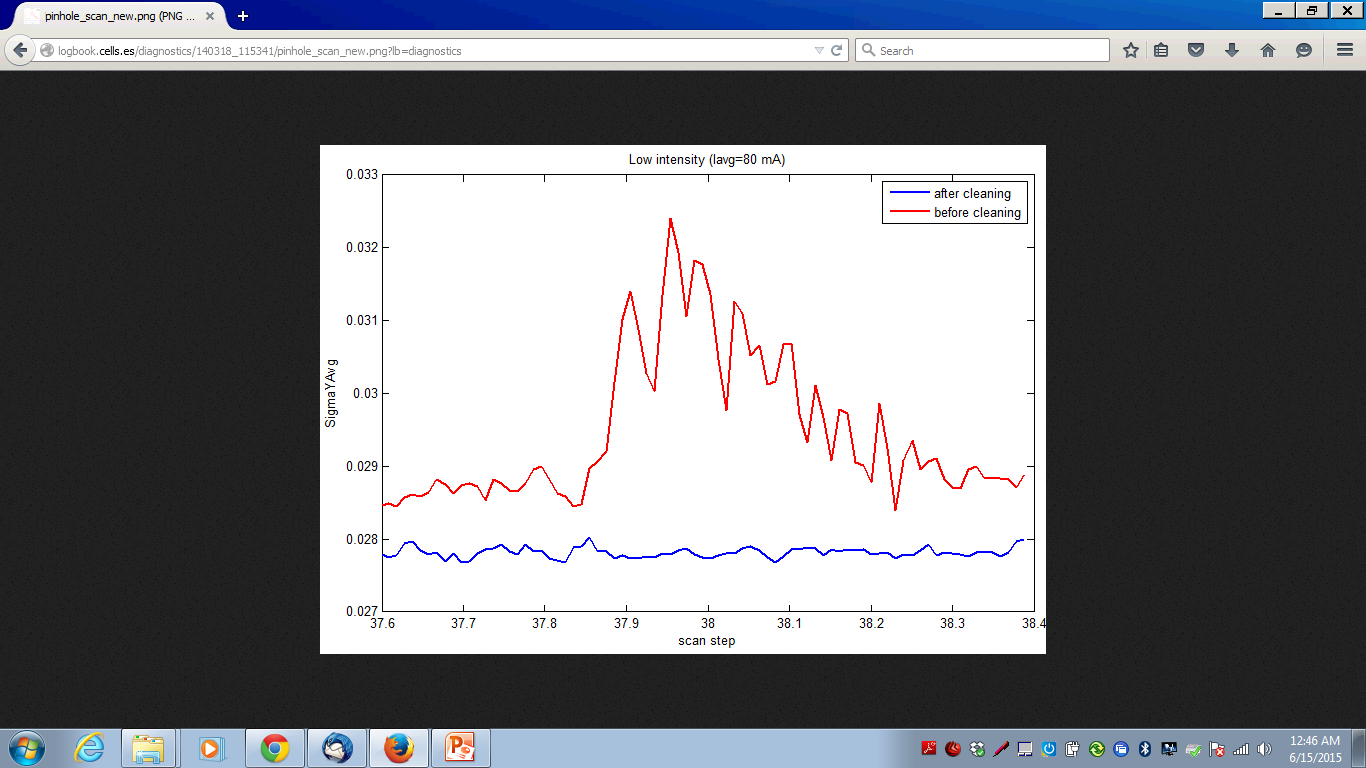 pinhole_scan_new.png (PNG ...
logbook.cells.es/diagnostics/140318_115341/pinhole_scan_new.png?lb=diagnostics
Search
Low intensity (Iavg=80 mA)
after cleaning
before cleaning
0.033
0.032
0.031
0.03
0.029
0.028
0.027
SigmaYAvg
37.6 37.7 37.8 37.9 38 38.1 38.2 38.3 38.4
scan step
12:46 AM
6/15/2015